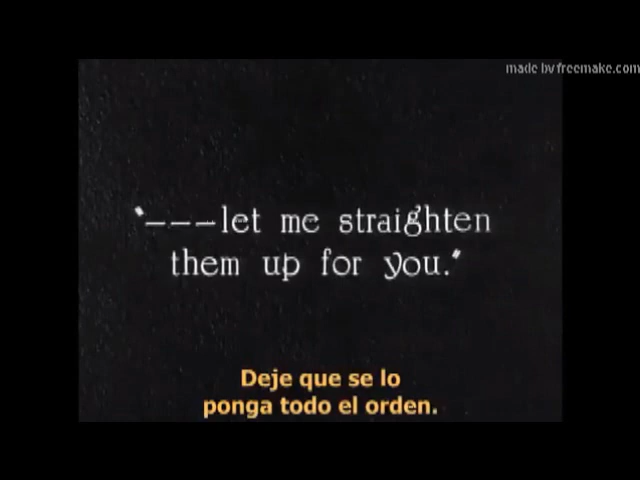 made by freemake.com
"---let me straighten
them up for you."
Deje que se lo
ponga todo el orden.